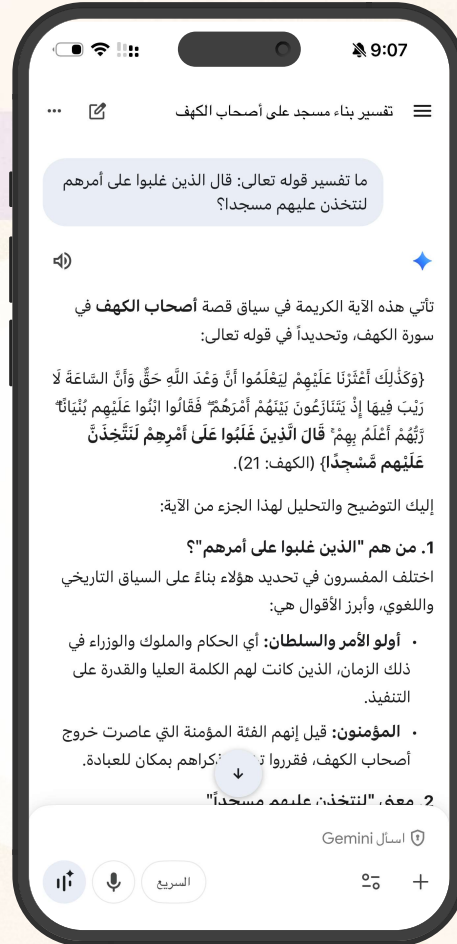 9:07
تفسير بناء مسجد على أصحاب الكهف
ما تفسير قوله تعالى: قال الذين غلبوا على أمرهم
لنتخذن عليهم مسجدا؟
تأتي هذه الآية الكريمة في سياق قصة أصحاب الكهف في
سورة الكهف، وتحديداً في قوله تعالى:
{وَكَذَٰلِكَ أَعْثَرْنَا عَلَيْهِمْ لِيَعْلَمُوا أَنَّ وَعْدَ اللَّهِ حَقٌّ وَأَنَّ السَّاعَةَ لَا
رَيْبَ فِيهَا إِذْ يَتَنَازَعُونَ بَيْنَهُمْ أَمْرَهُمْ ۖ فَقَالُوا ابْنُوا عَلَيْهِم بُنْيَانًا ۖ
رَّبُّهُمْ أَعْلَمُ بِهِمْ ۚ قَالَ الَّذِينَ غَلَبُوا عَلَىٰ أَمْرِهِمْ لَنَتَّخِذَنَّ
عَلَيْهِم مَّسْجِدًا} (الكهف: 21).
إليك التوضيح والتحليل لهذا الجزء من الآية:
1. من هم "الذين غلبوا على أمرهم"؟
اختلف المفسرون في تحديد هؤلاء بناءً على السياق التاريخي
واللغوي، وأبرز الأقوال هي:
• أولو الأمر والسلطان: أي الحكام والملوك والوزراء في
ذلك الزمان، الذين كانت لهم الكلمة العليا والقدرة على
التنفيذ.
• المؤمنون: قيل إنهم الفئة المؤمنة التي عاصرت خروج
أصحاب الكهف، فقرروا ذكراهم بمكان للعبادة.
2. معنى "لنتخذن عليهم مسجداً"
اسأل Gemini
السريع